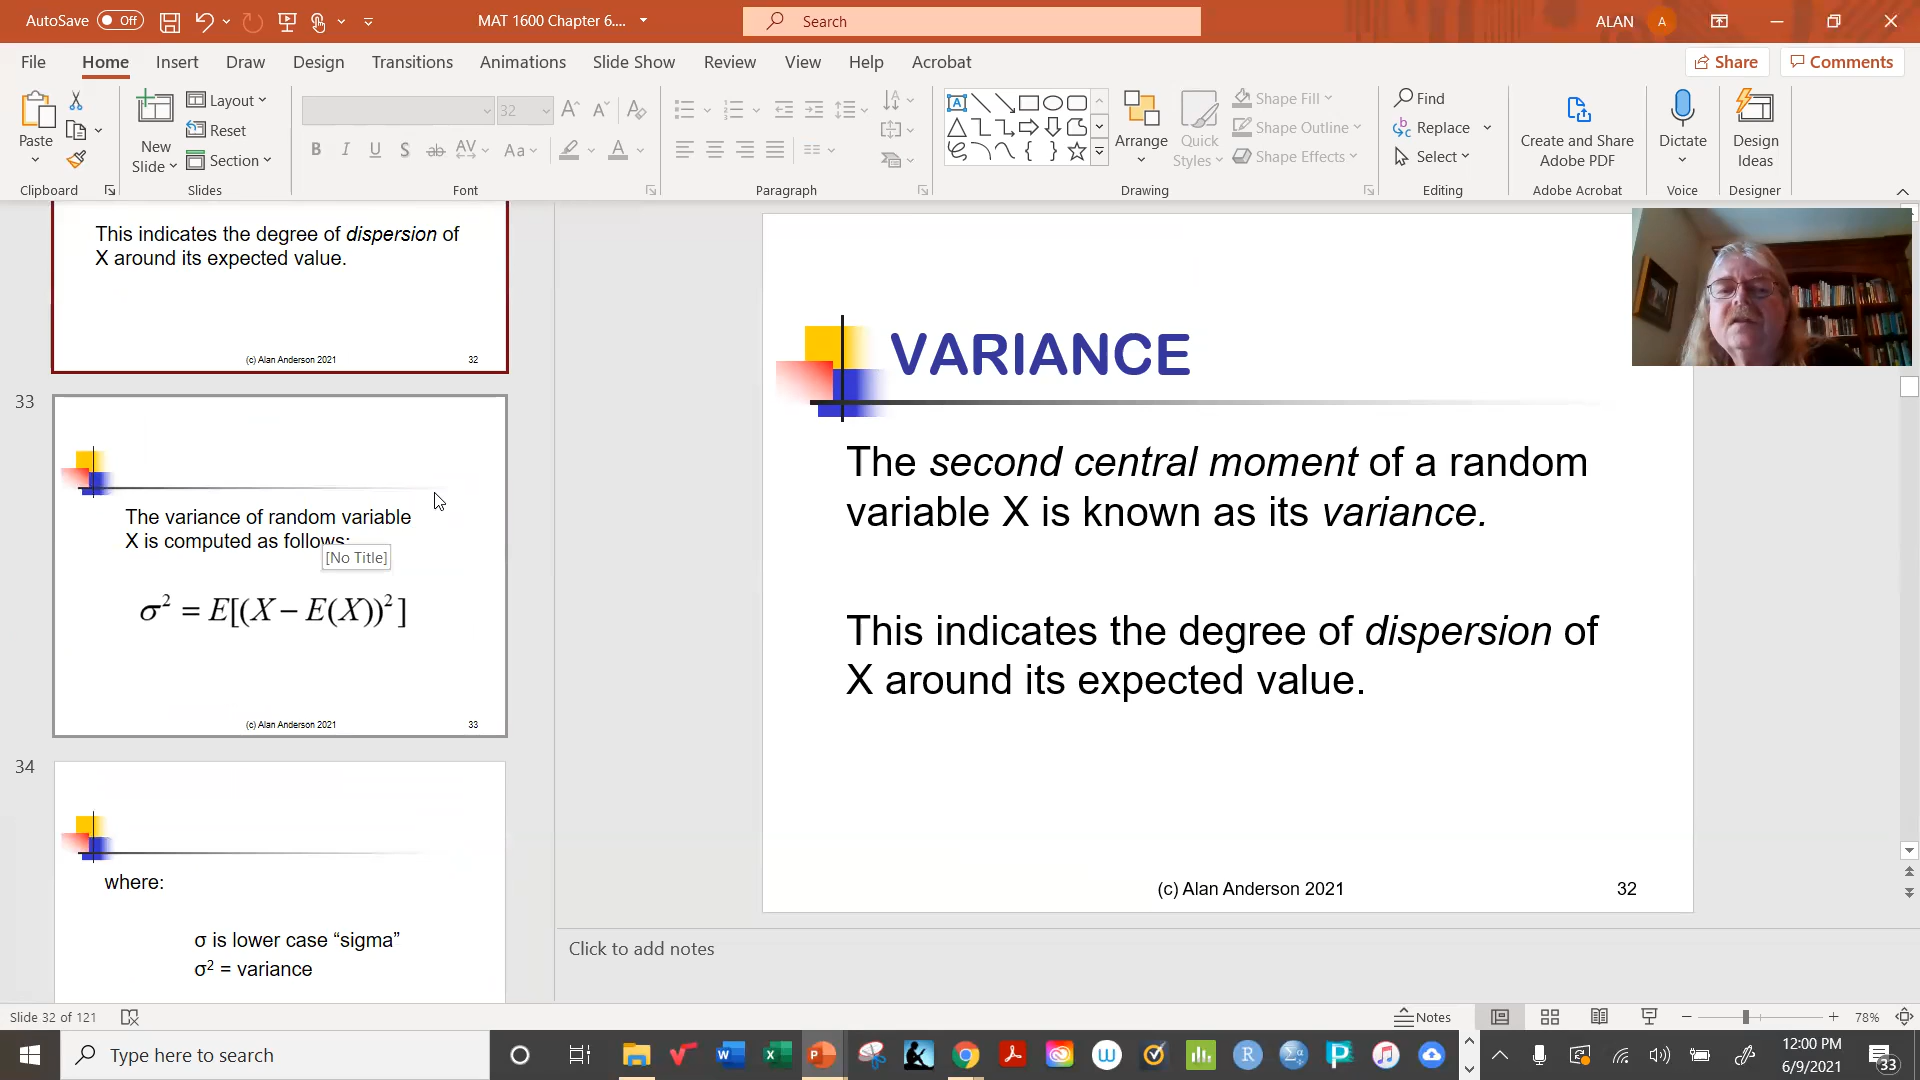 AutoSave Off
MAT 1600 Chapter 6....
Search
ALAN
A
File Home Insert Draw Design Transitions Animations Slide Show Review View Help Acrobat
Share
Comments
Paste
New
Slide
Layout
Reset
Section
32
B I U S ab AV Aa A
Arrange
Quick
Styles
Shape Fill
Shape Outline
Shape Effects
Find
Replace
Select
Create and Share
Adobe PDF
Dictate
Design
Ideas
Clipboard
Slides
Font
Paragraph
Drawing
Editing
Adobe Acrobat
Voice
Designer
This indicates the degree of dispersion of
X around its expected value.
(c) Alan Anderson 2021 32
33
The variance of random variable
X is computed as follows:
[No Title]
σ² = E[(X − E(X))²]
(c) Alan Anderson 2021 33
34
where:
σ is lower case “sigma”
σ² = variance
VARIANCE
The second central moment of a random
variable X is known as its variance.
This indicates the degree of dispersion of
X around its expected value.
(c) Alan Anderson 2021 32
Click to add notes
Slide 32 of 121
Notes
78%
Type here to search
12:00 PM
6/9/2021
33